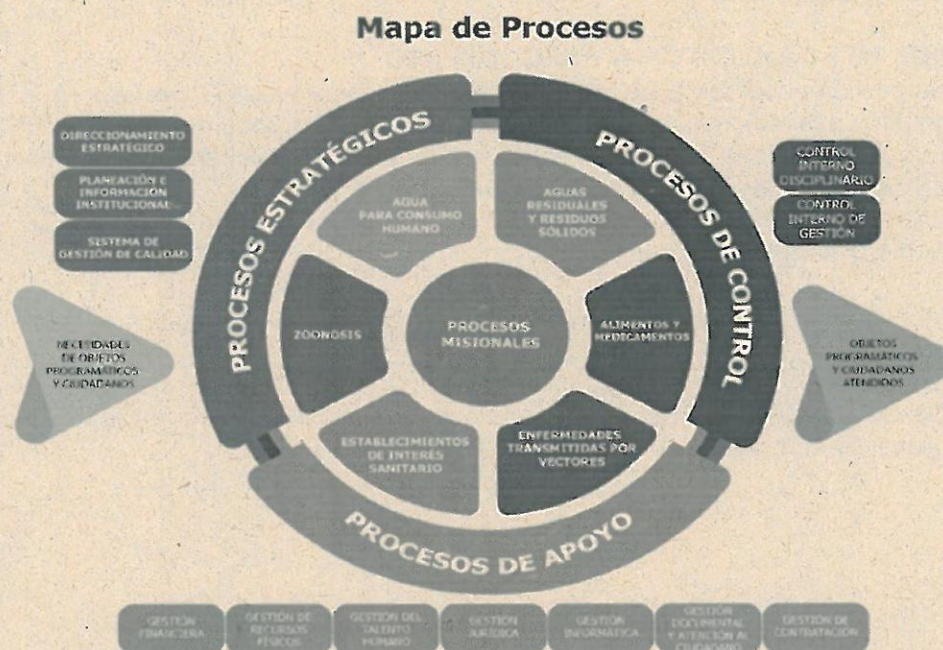 Mapa de Procesos
DIRECCIONAMIENTO
ESTRATÉGICO
PLANEACIÓN E
INFORMACIÓN
INSTITUCIONAL
SISTEMA DE
GESTIÓN DE CALIDAD
NECESIDADES
DE OBJETOS
PROGRAMÁTICOS
Y CIUDADANOS
PROCESOS ESTRATÉGICOS
PROCESOS DE CONTROL
AGUA
PARA CONSUMO
HUMANO
AGUAS
RESIDUALES
Y RESIDUOS
SÓLIDOS
ZOONOSIS
PROCESOS
MISIONALES
ALIMENTOS Y
MEDICAMENTOS
ESTABLECIMIENTOS
DE INTERÉS
SANITARIO
ENFERMEDADES
TRANSMITIDAS POR
VECTORES
PROCESOS DE APOYO
CONTROL
INTERNO
DISCIPLINARIO
CONTROL
INTERNO DE
GESTIÓN
OBJETOS
PROGRAMÁTICOS
Y CIUDADANOS
ATENDIDOS
GESTIÓN
FINANCIERA
GESTIÓN DE
RECURSOS
FÍSICOS
GESTIÓN DEL
TALENTO
HUMANO
GESTIÓN
JURÍDICA
GESTIÓN
INFORMÁTICA
GESTIÓN
DOCUMENTAL
Y ATENCIÓN AL
CIUDADANO
GESTIÓN DE
CONTRATACIÓN